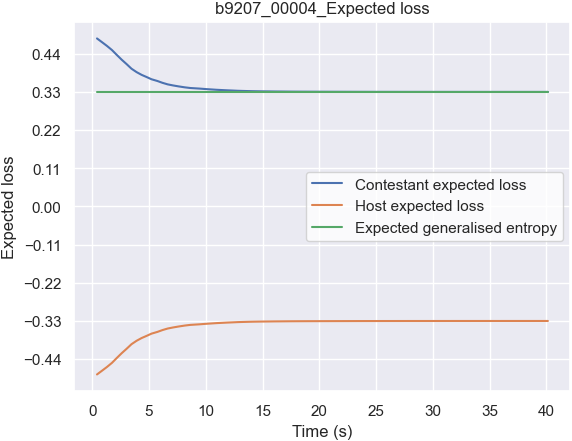 b9207_00004_Expected loss
Expected loss
0.44
0.33
0.22
0.11
0.00
−0.11
−0.22
−0.33
−0.44
Contestant expected loss
Host expected loss
Expected generalised entropy
0 5 10 15 20 25 30 35 40
Time (s)